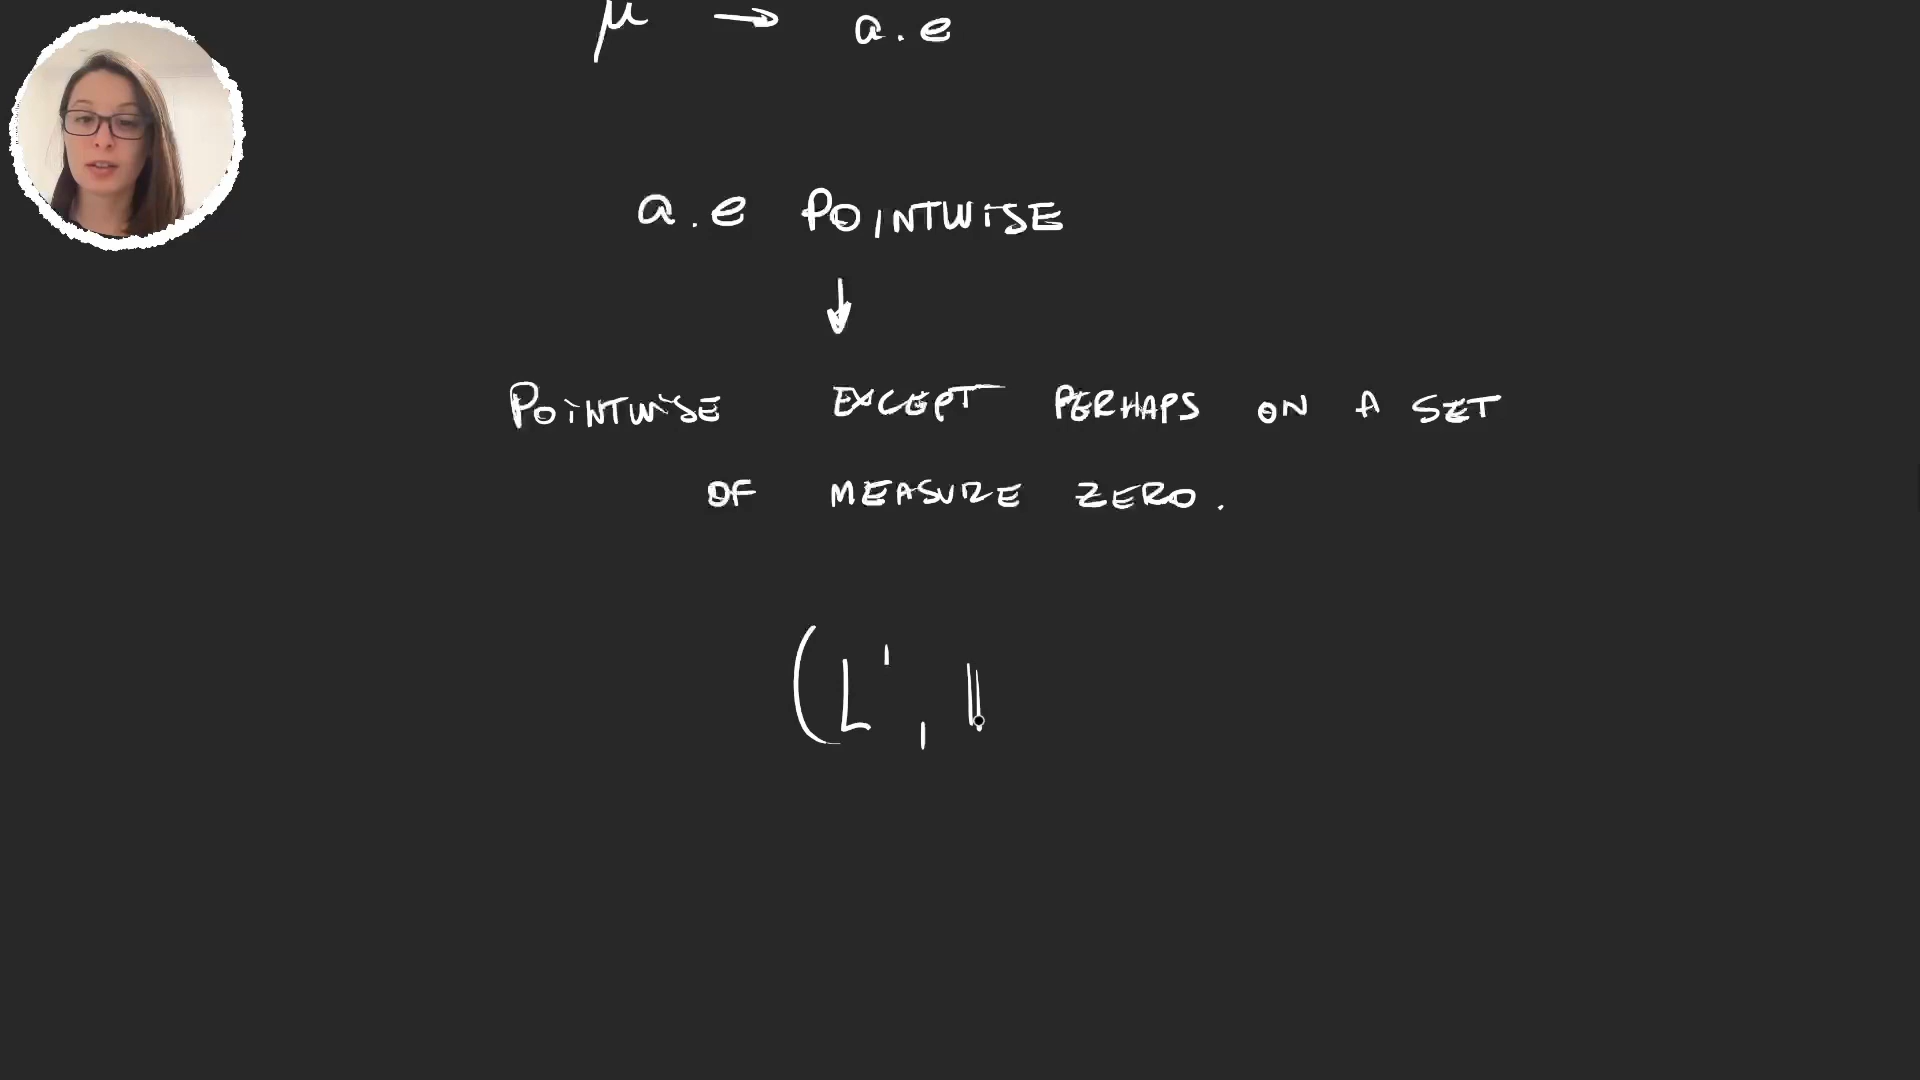 μ → a.e
a.e POINTWISE
↓
POINTWISE EXCEPT PERHAPS ON A SET
OF MEASURE ZERO.
(L¹, ||